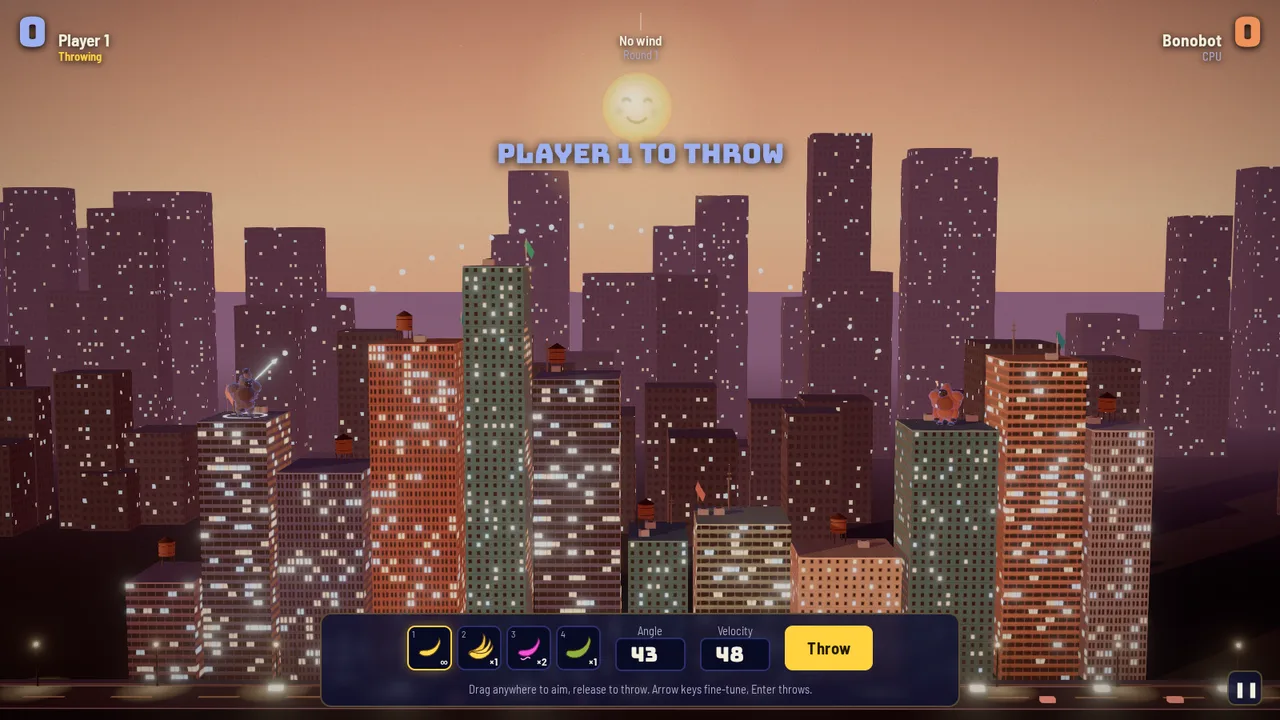 0
Player 1
Throwing
No wind
Round 1
Bonobot
CPU
0
PLAYER 1 TO THROW
1
∞
2
×1
3
×2
4
×1
Angle
43
Velocity
48
Throw
Drag anywhere to aim, release to throw. Arrow keys fine-tune. Enter throws.